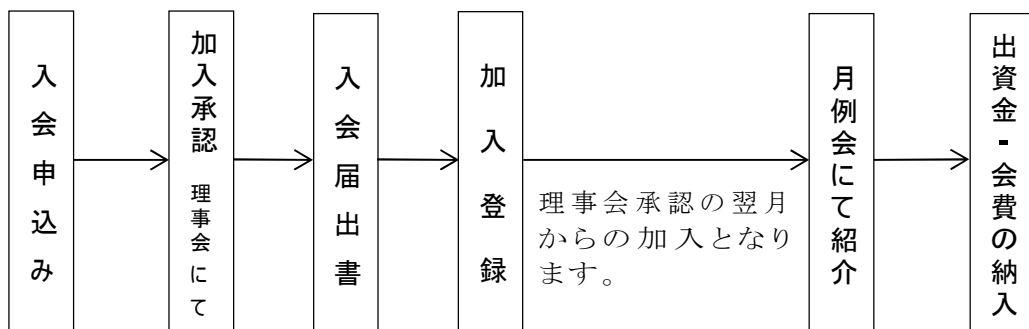 入会申込み
加入承認 理事会にて
入会届出書
加入登録
理事会承認の翌月
からの加入となり
ます。
月例会にて紹介
出資金-会費の納入